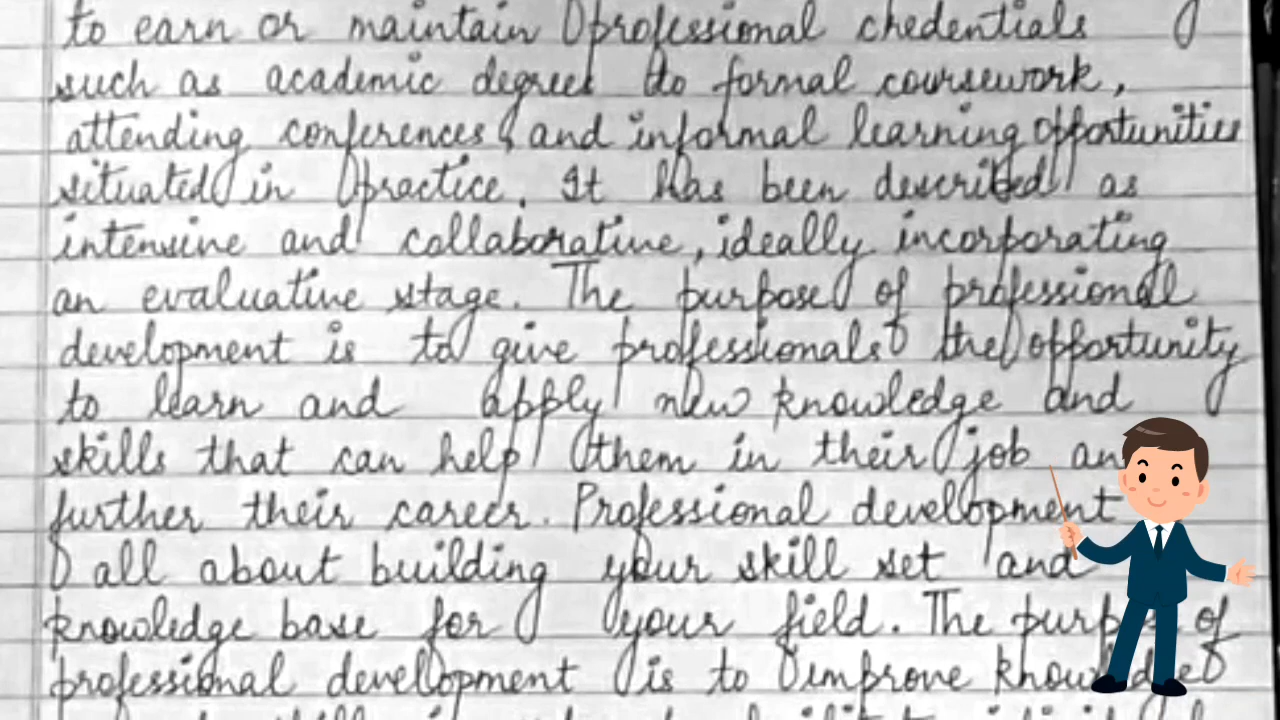 to earn or maintain professional chedentials
such as academic degrees to formal coursework,
attending conferences, and informal learning opportunities
situated in practice. It has been described as
intensive and collaborative, ideally incorporating
an evaluative stage. The purpose of professional
development is to give professionals the opportunity
to learn and apply new knowledge and
skills that can help them in their job an
further their career. Professional development
all about building your skill set and
knowledge base for your field. The purp of
professional development is to improve